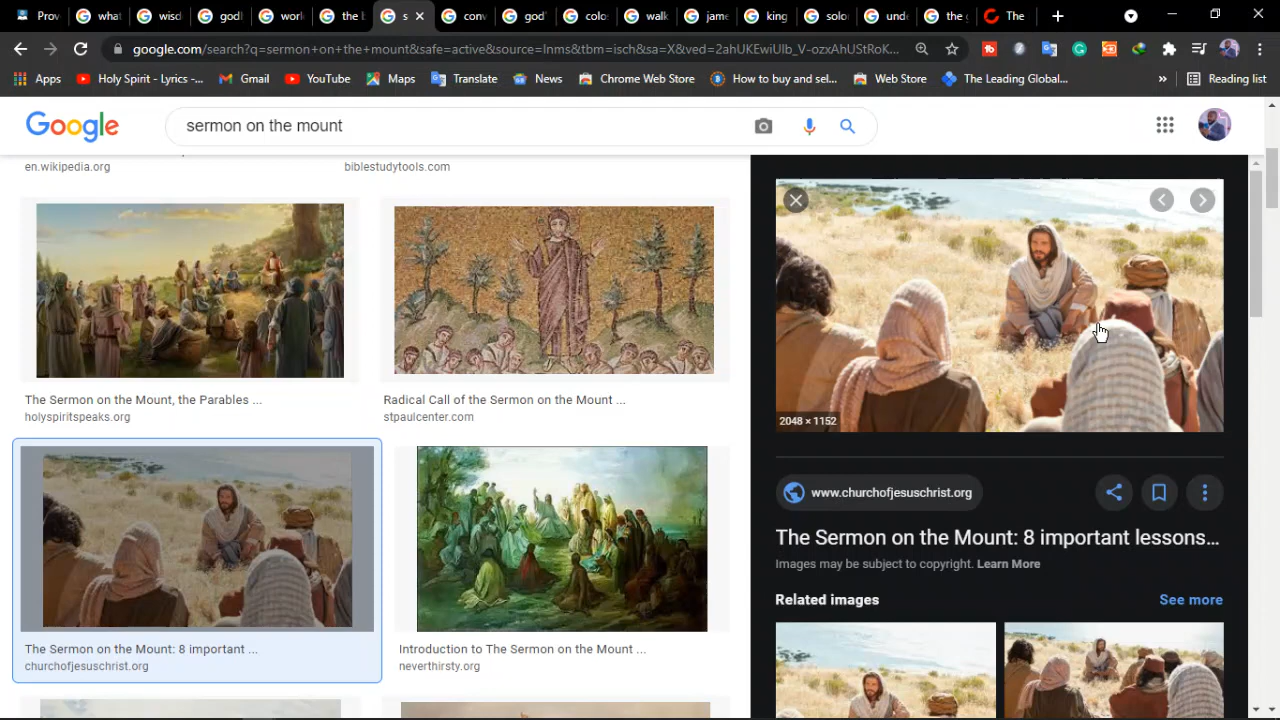 Prov
what
wisd
godl
work
the l
s
conv
god'
colo
walk
jame
king
solo
und
the g
The
google.com/search?q=sermon+on+the+mount&safe=active&source=lnms&tbm=isch&sa=X&ved=2ahUKEwiUlb_V-ozxAhUStRoK...
Apps
Holy Spirit - Lyrics -...
Gmail
YouTube
Maps
Translate
News
Chrome Web Store
How to buy and sel...
Web Store
The Leading Global...
»
Reading list
Google
sermon on the mount
en.wikipedia.org
biblestudytools.com
The Sermon on the Mount, the Parables ...
holyspiritspeaks.org
Radical Call of the Sermon on the Mount ...
stpaulcenter.com
The Sermon on the Mount: 8 important ...
churchofjesuschrist.org
Introduction to The Sermon on the Mount ...
neverthirsty.org
2048 × 1152
www.churchofjesuschrist.org
The Sermon on the Mount: 8 important lessons...
Images may be subject to copyright. Learn More
Related images
See more